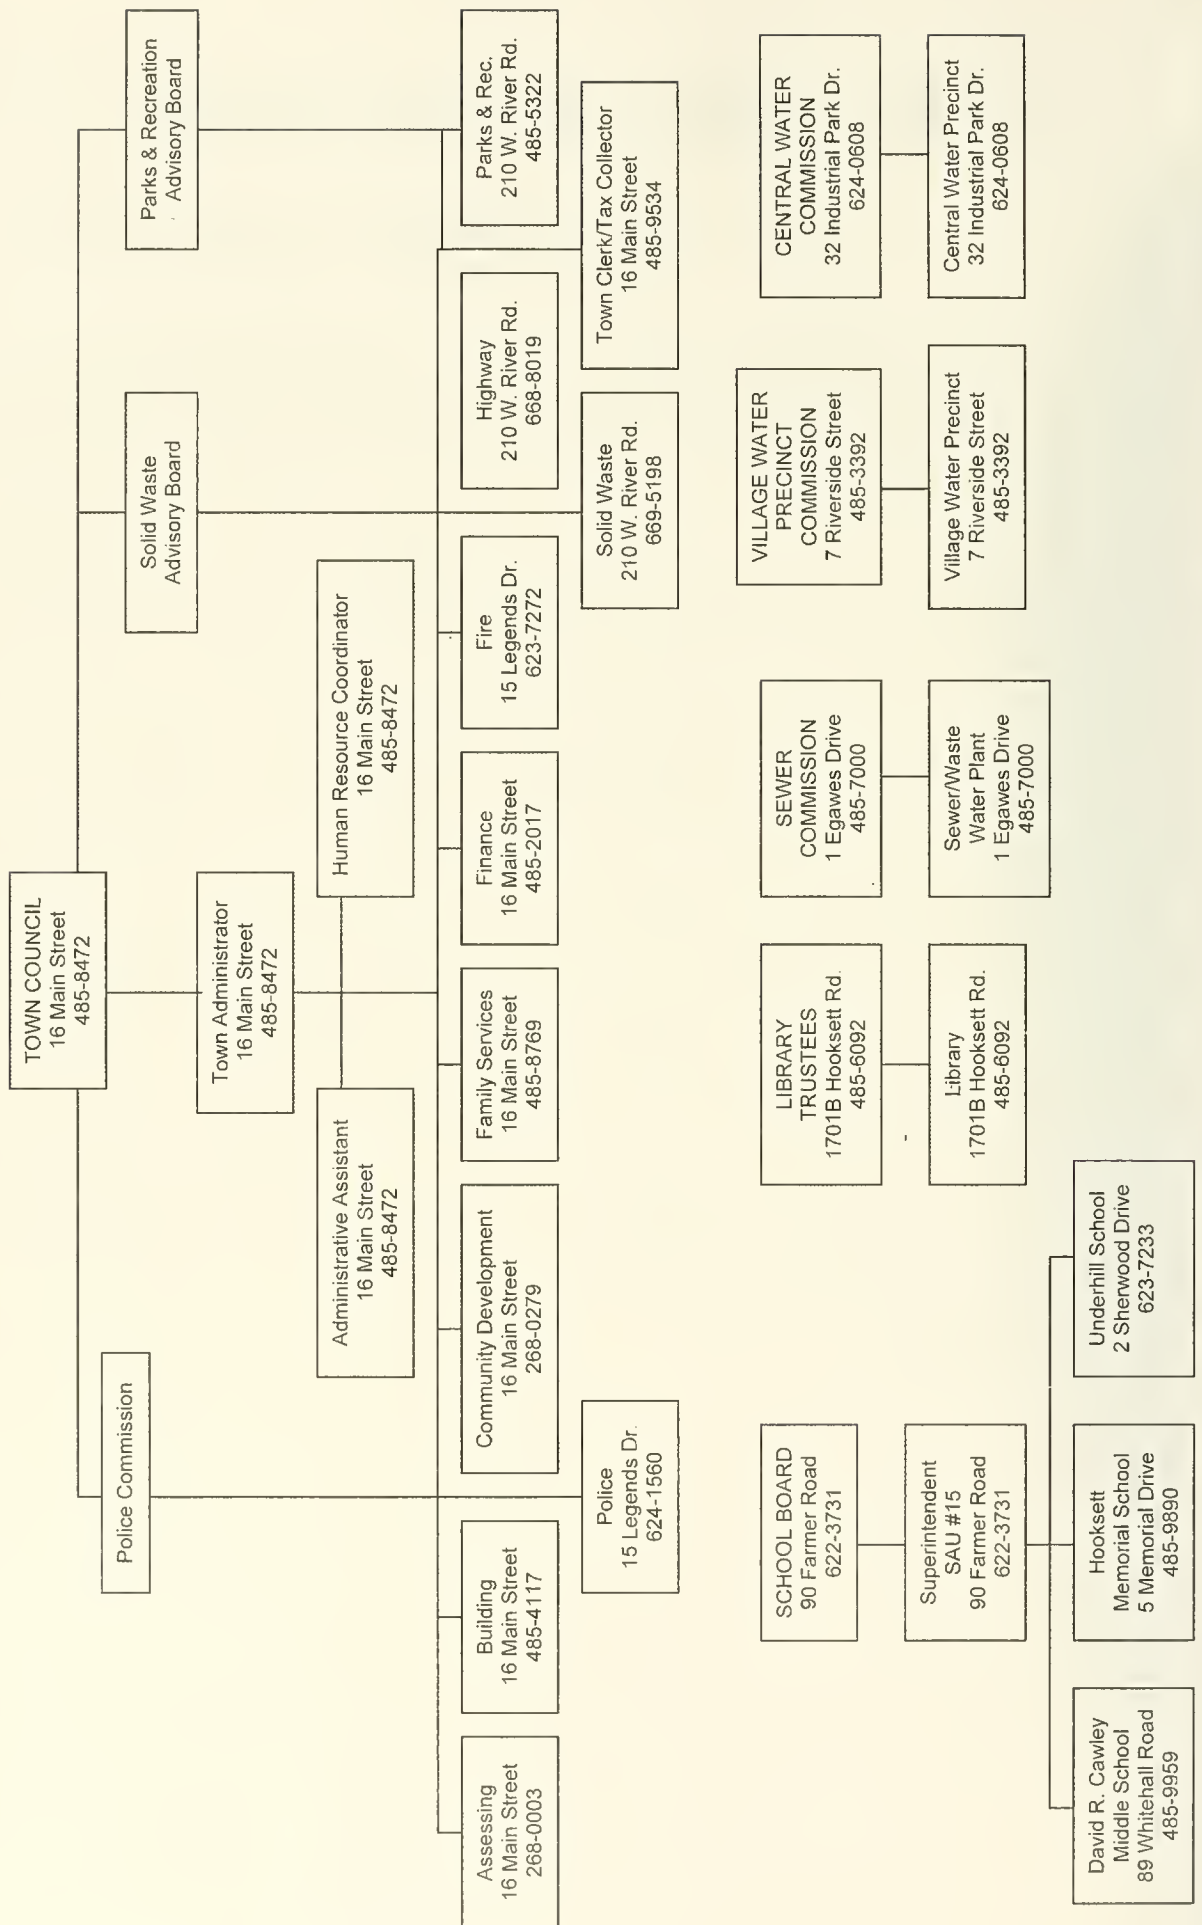 TOWN COUNCIL
16 Main Street
485-8472
Police Commission
Solid Waste
Advisory Board
Parks & Recreation
Advisory Board
Town Administrator
16 Main Street
485-8472
Administrative Assistant
16 Main Street
485-8472
Human Resource Coordinator
16 Main Street
485-8472
Assessing
16 Main Street
268-0003
Building
16 Main Street
485-4117
Community Development
16 Main Street
268-0279
Family Services
16 Main Street
485-8769
Finance
16 Main Street
485-2017
Fire
15 Legends Dr.
623-7272
Highway
210 W. River Rd.
668-8019
Parks & Rec.
210 W. River Rd.
485-5322
Police
15 Legends Dr.
624-1560
Solid Waste
210 W. River Rd.
669-5198
Town Clerk/Tax Collector
16 Main Street
485-9534
SCHOOL BOARD
90 Farmer Road
622-3731
LIBRARY
TRUSTEES
1701B Hooksett Rd.
485-6092
SEWER
COMMISSION
1 Egawes Drive
485-7000
VILLAGE WATER
PRECINCT
COMMISSION
7 Riverside Street
485-3392
CENTRAL WATER
COMMISSION
32 Industrial Park Dr.
624-0608
Superintendent
SAU #15
90 Farmer Road
622-3731
Library
1701B Hooksett Rd.
485-6092
Sewer/Waste
Water Plant
1 Egawes Drive
485-7000
Village Water Precinct
7 Riverside Street
485-3392
Central Water Precinct
32 Industrial Park Dr.
624-0608
David R. Cawley
Middle School
89 Whitehall Road
485-9959
Hooksett
Memorial School
5 Memorial Drive
485-9890
Underhill School
2 Sherwood Drive
623-7233